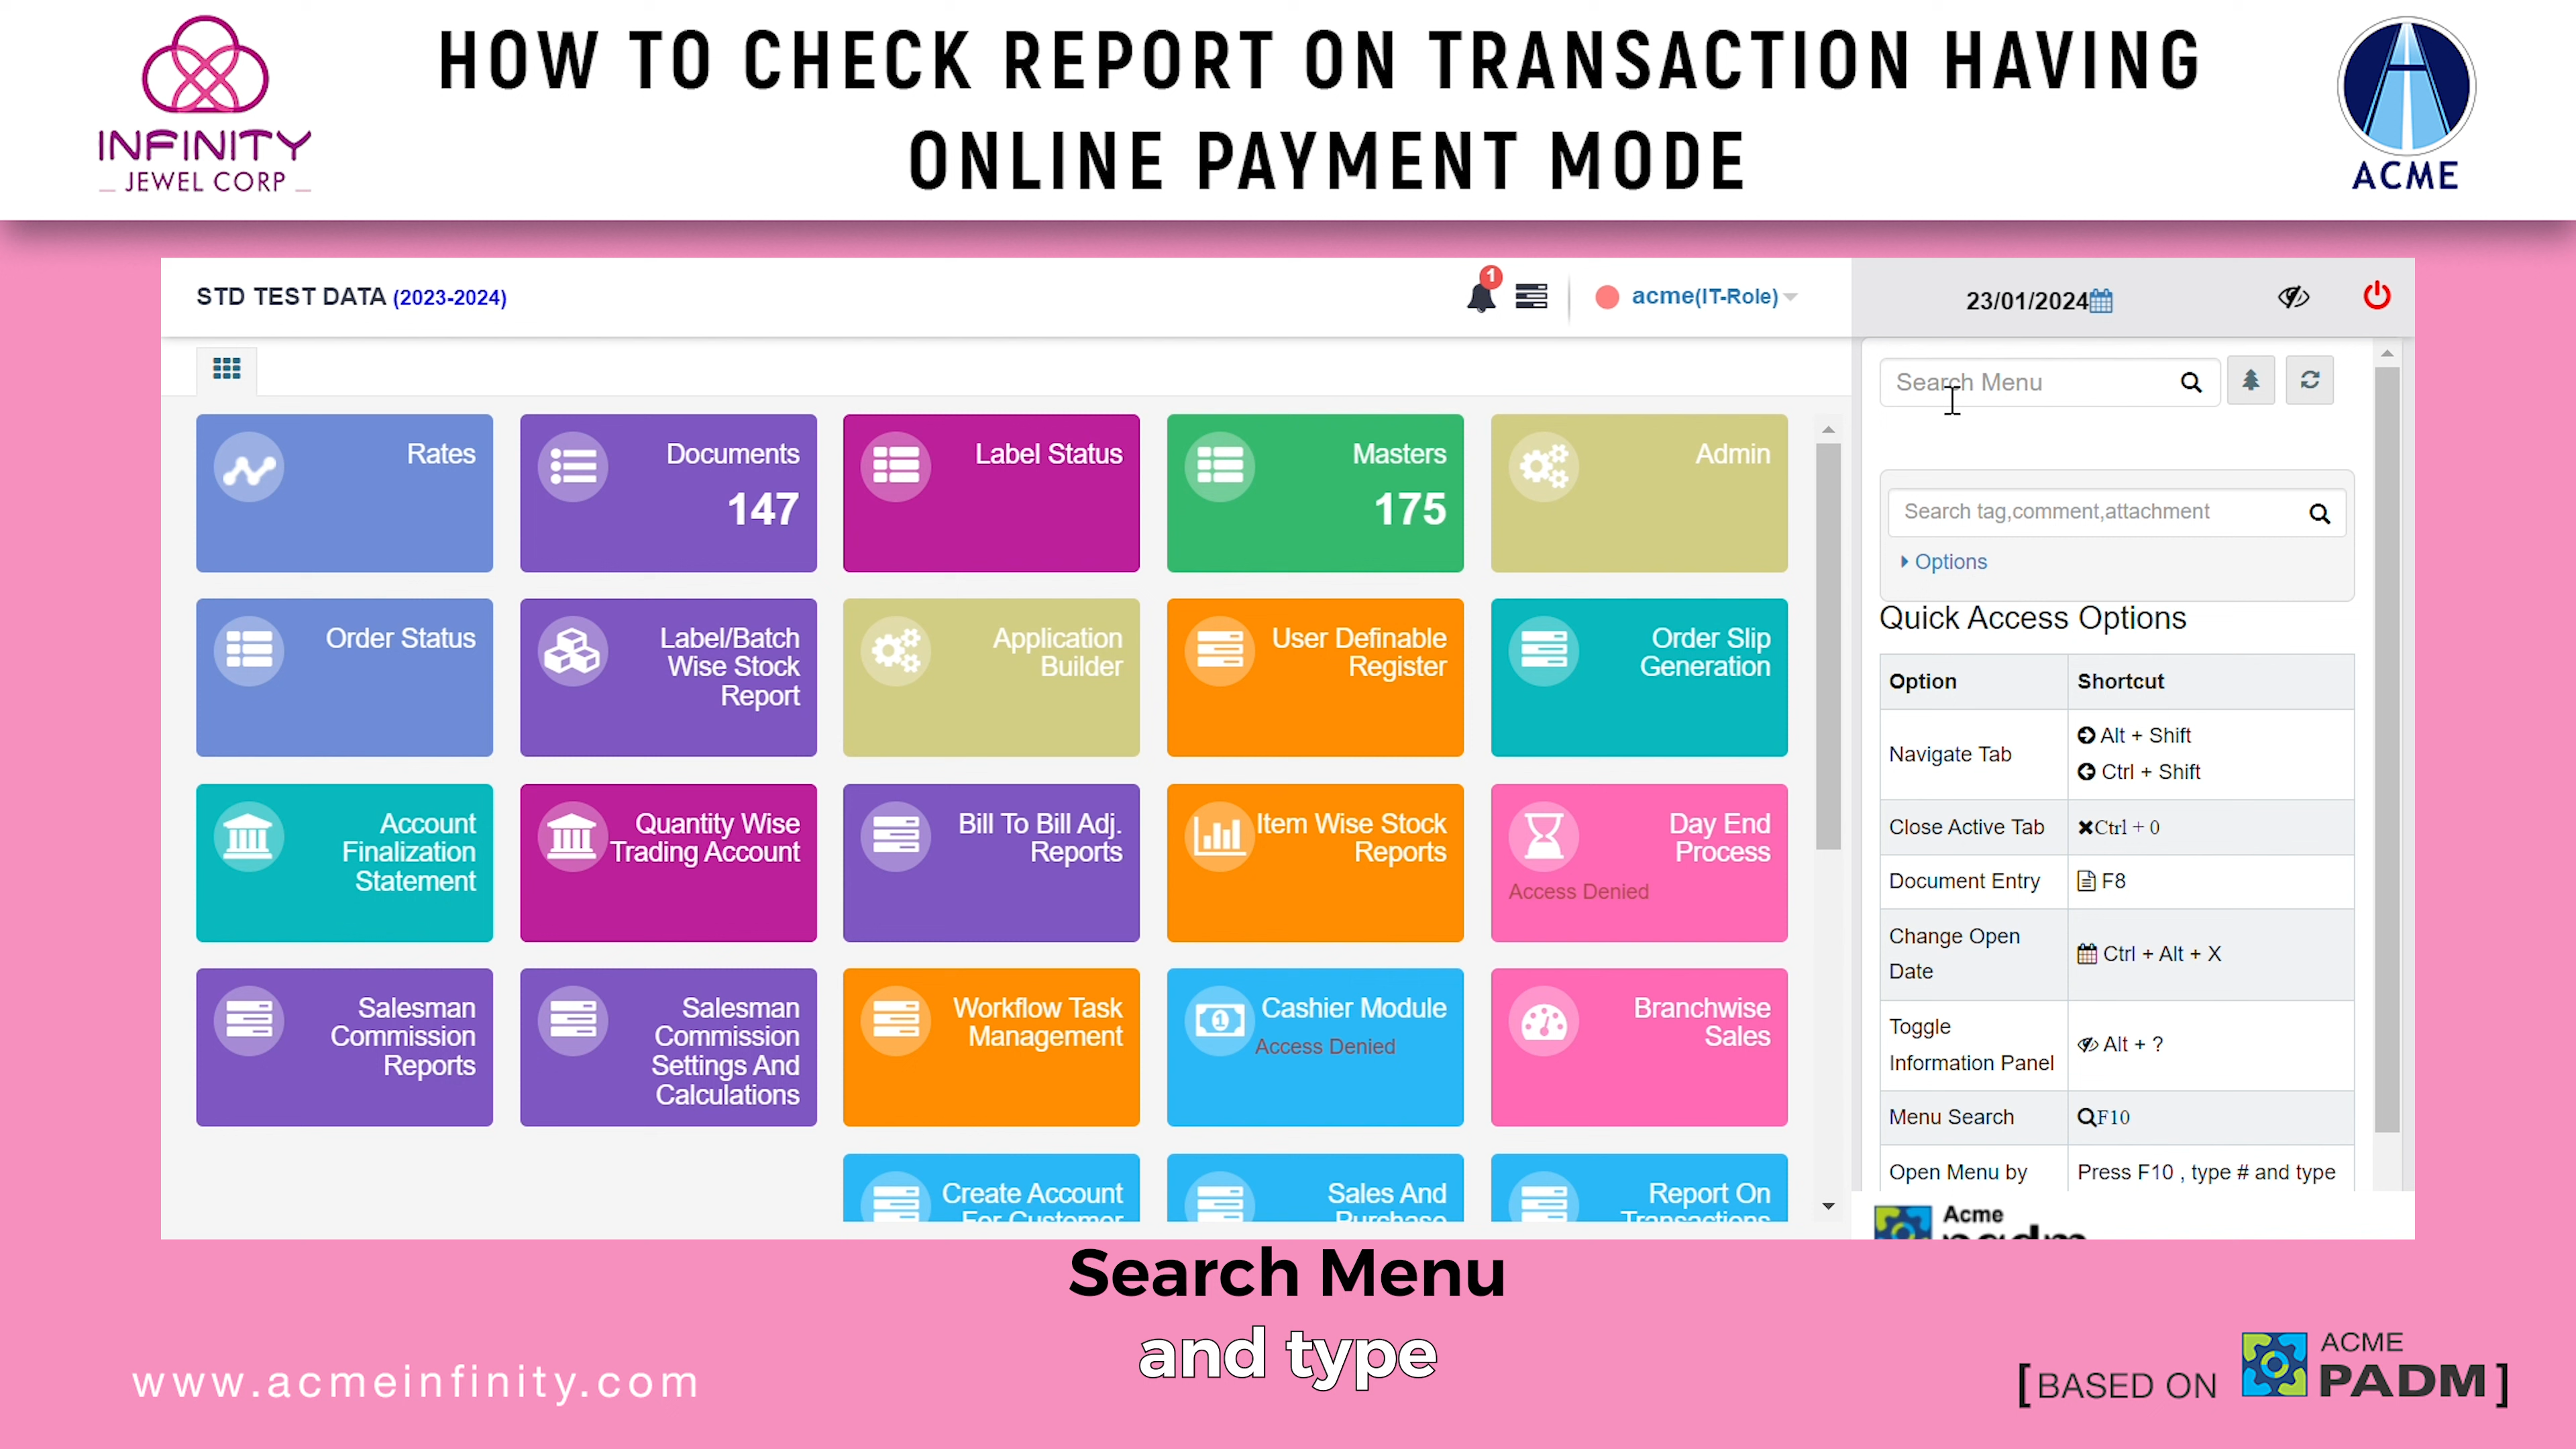 HOW TO CHECK REPORT ON TRANSACTION HAVING
ONLINE PAYMENT MODE
INFINITY
JEWEL CORP
ACME
STD TEST DATA (2023-2024)
1
acme(IT-Role)
23/01/2024
Search Menu
Search tag,comment,attachment
Options
Rates
Documents
147
Label Status
Masters
175
Admin
Order Status
Label/Batch
Wise Stock
Report
Application
Builder
User Definable
Register
Order Slip
Generation
Account
Finalization
Statement
Quantity Wise
Trading Account
Bill To Bill Adj.
Reports
Item Wise Stock
Reports
Day End
Process
Access Denied
Salesman
Commission
Reports
Salesman
Commission
Settings And
Calculations
Workflow Task
Management
Cashier Module
Access Denied
Branchwise
Sales
Create Account
For Customer
Sales And
Purchase
Report On
Transactions
Quick Access Options
Option Shortcut
Navigate Tab
Alt + Shift
Ctrl + Shift
Close Active Tab Ctrl + 0
Document Entry F8
Change Open
Date
Ctrl + Alt + X
Toggle
Information Panel
Alt + ?
Menu Search F10
Open Menu by Press F10 , type # and type
Acme
padm
Search Menu
and type
www.acmeinfinity.com
[BASED ON ACME
PADM]